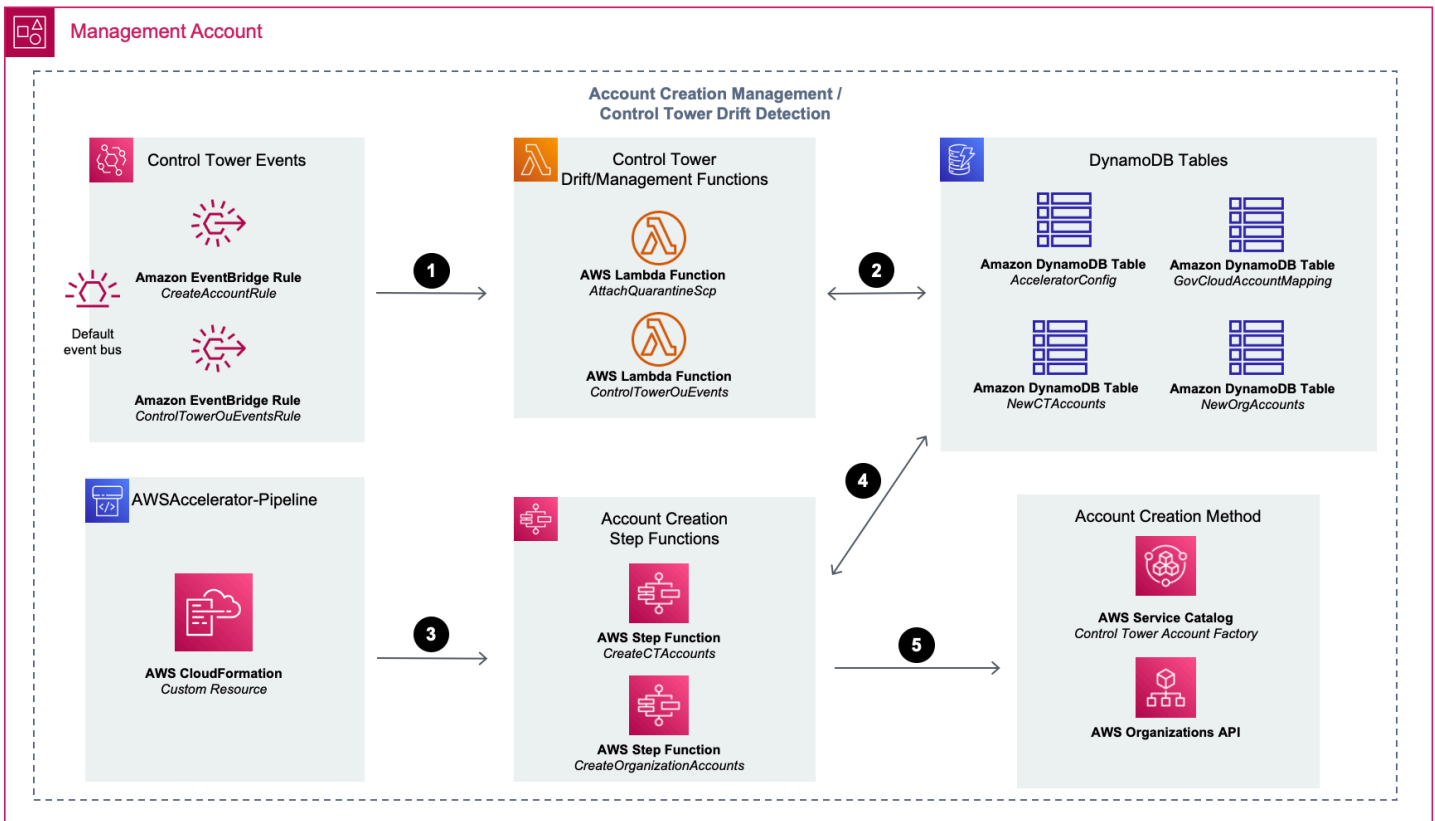 Management Account
Account Creation Management /
Control Tower Drift Detection
Control Tower Events
Amazon EventBridge Rule
CreateAccountRule
Default
event bus
Amazon EventBridge Rule
ControlTowerOuEventsRule
1
Control Tower
Drift/Management Functions
AWS Lambda Function
AttachQuarantineScp
AWS Lambda Function
ControlTowerOuEvents
2
DynamoDB Tables
Amazon DynamoDB Table
AcceleratorConfig
Amazon DynamoDB Table
GovCloudAccountMapping
Amazon DynamoDB Table
NewCTAccounts
Amazon DynamoDB Table
NewOrgAccounts
AWSAccelerator-Pipeline
</>
AWS CloudFormation
Custom Resource
3
Account Creation
Step Functions
AWS Step Function
CreateCTAccounts
AWS Step Function
CreateOrganizationAccounts
4
5
Account Creation Method
AWS Service Catalog
Control Tower Account Factory
AWS Organizations API